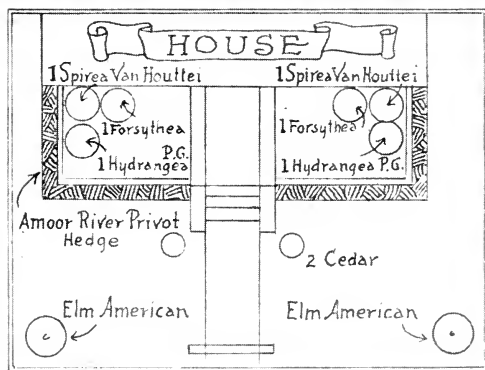 HOUSE
1 Spirea Van Houttei
1 Spirea Van Houttei
1 Forsythea
1 Hydrangea P.G.
1 Forsythea
1 Hydrangea P.G.
Amoor River Privot
Hedge
2 Cedar
Elm American
Elm American